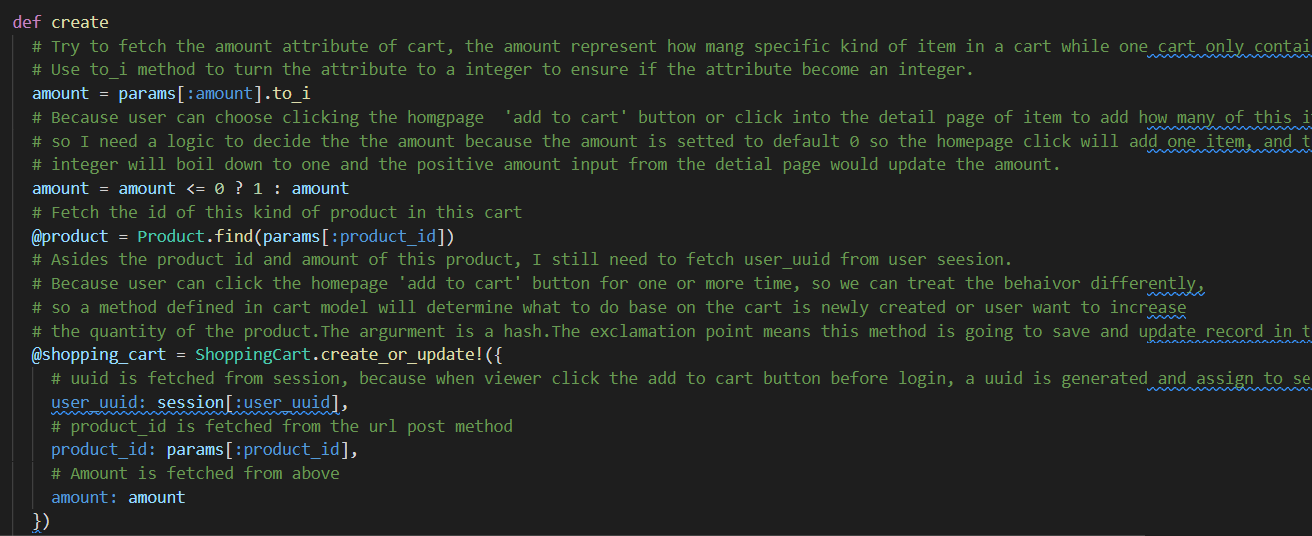 def create
# Try to fetch the amount attribute of cart, the amount represent how mang specific kind of item in a cart while one cart only
# Use to_i method to turn the attribute to a integer to ensure if the attribute become an integer.
amount = params[:amount].to_i
# Because user can choose clicking the homgpage  'add to cart' button or click into the detail page of item to add how many of this
# so I need a logic to decide the the amount because the amount is setted to default 0 so the homepage click will add one item, and
# integer will boil down to one and the positive amount input from the detial page would update the amount.
amount = amount <= 0 ? 1 : amount
# Fetch the id of this kind of product in this cart
@product = Product.find(params[:product_id])
# Asides the product id and amount of this product, I still need to fetch user_uuid from user seesion.
# Because user can click the homepage 'add to cart' button for one or more time, so we can treat the behaivor differently,
# so a method defined in cart model will determine what to do base on the cart is newly created or user want to increase
# the quantity of the product.The argurment is a hash.The exclamation point means this method is going to save and update record in
@shopping_cart = ShoppingCart.create_or_update!({
# uuid is fetched from session, because when viewer click the add to cart button before login, a uuid is generated and assign to
user_uuid: session[:user_uuid],
# product_id is fetched from the url post method
product_id: params[:product_id],
# Amount is fetched from above
amount: amount
})